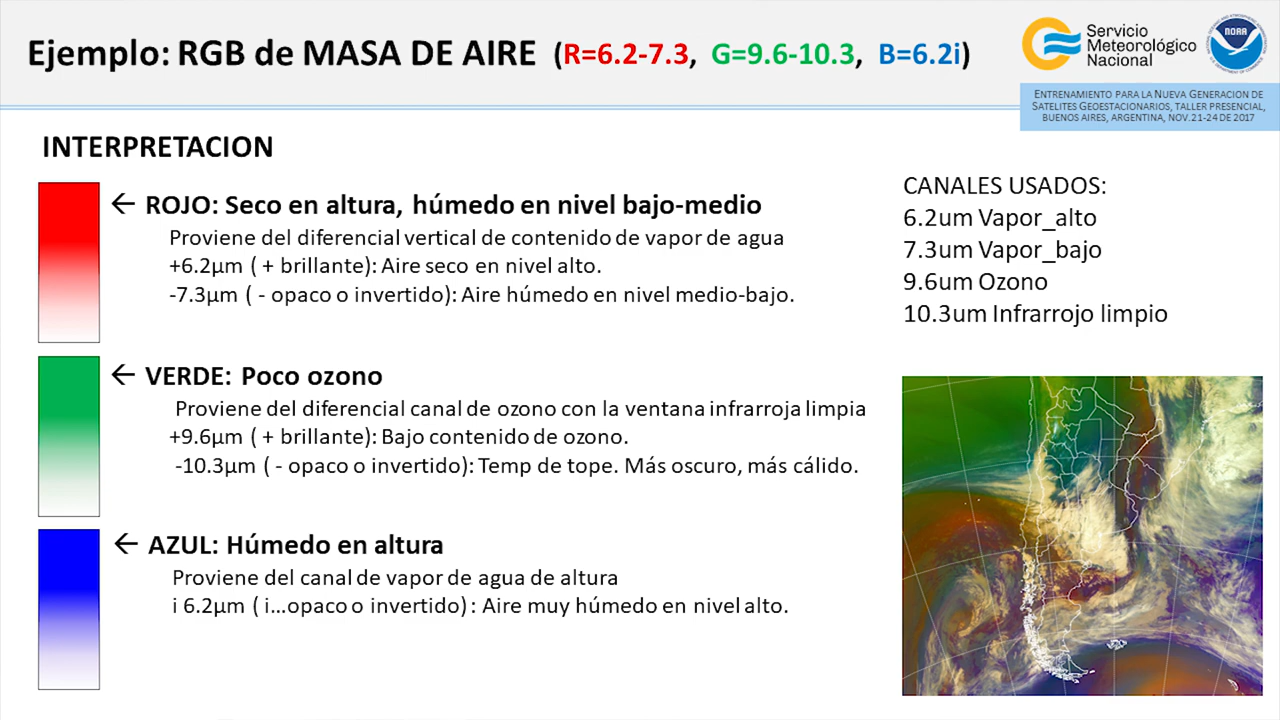 Ejemplo: RGB de MASA DE AIRE (R=6.2-7.3, G=9.6-10.3, B=6.2i)
Servicio
Meteorológico
Nacional
NOAA
ENTRENAMIENTO PARA LA NUEVA GENERACION DE
SATELITES GEOESTACIONARIOS, TALLER PRESENCIAL,
BUENOS AIRES, ARGENTINA, NOV.21-24 DE 2017
INTERPRETACION
← ROJO: Seco en altura, húmedo en nivel bajo-medio
Proviene del diferencial vertical de contenido de vapor de agua
+6.2µm ( + brillante): Aire seco en nivel alto.
-7.3µm ( - opaco o invertido): Aire húmedo en nivel medio-bajo.
← VERDE: Poco ozono
Proviene del diferencial canal de ozono con la ventana infrarroja limpia
+9.6µm ( + brillante): Bajo contenido de ozono.
-10.3µm ( - opaco o invertido): Temp de tope. Más oscuro, más cálido.
← AZUL: Húmedo en altura
Proviene del canal de vapor de agua de altura
i 6.2µm ( i...opaco o invertido) : Aire muy húmedo en nivel alto.
CANALES USADOS:
6.2um Vapor_alto
7.3um Vapor_bajo
9.6um Ozono
10.3um Infrarrojo limpio